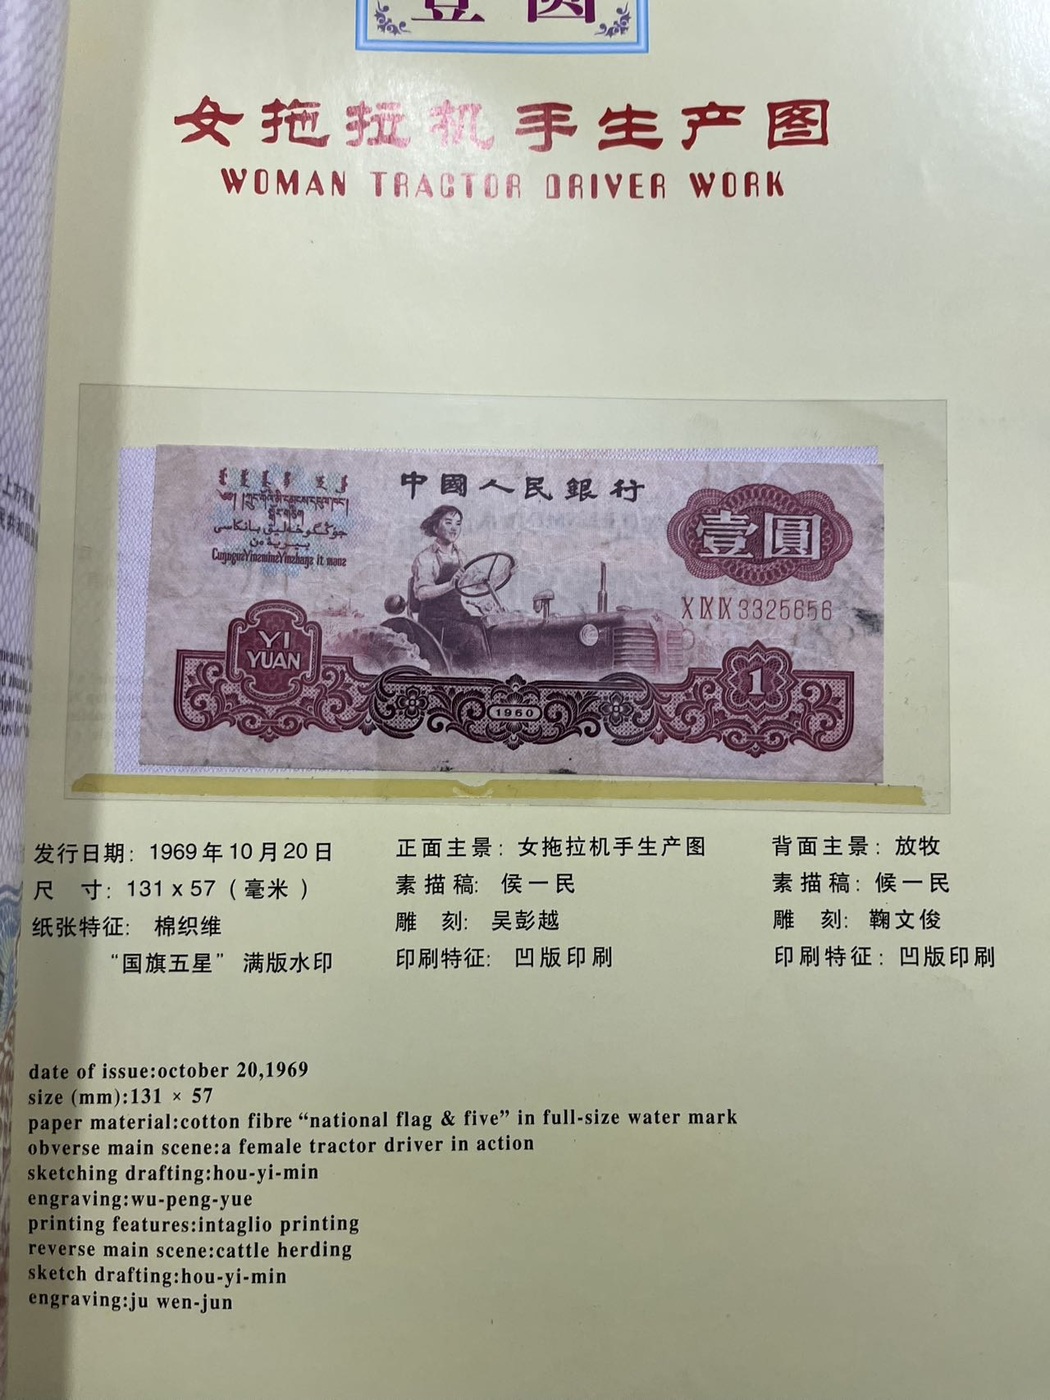 壹圆
女拖拉机手生产图
WOMAN TRACTOR DRIVER WORK
中國人民銀行
壹圓
XIXIX3325656
YI
YUAN
1
1960
发行日期：1969年10月20日
尺 寸：131 x 57（毫米）
纸张特征： 棉织维
“国旗五星” 满版水印
正面主景：女拖拉机手生产图
素描稿： 侯一民
雕 刻： 吴彭越
印刷特征： 凹版印刷
背面主景：放牧
素描稿：候一民
雕 刻：鞠文俊
印刷特征：凹版印刷
date of issue:october 20,1969
size (mm):131 × 57
paper material:cotton fibre “national flag & five” in full-size water mark
obverse main scene:a female tractor driver in action
sketching drafting:hou-yi-min
engraving:wu-peng-yue
printing features:intaglio printing
reverse main scene:cattle herding
sketch drafting:hou-yi-min
engraving:ju wen-jun